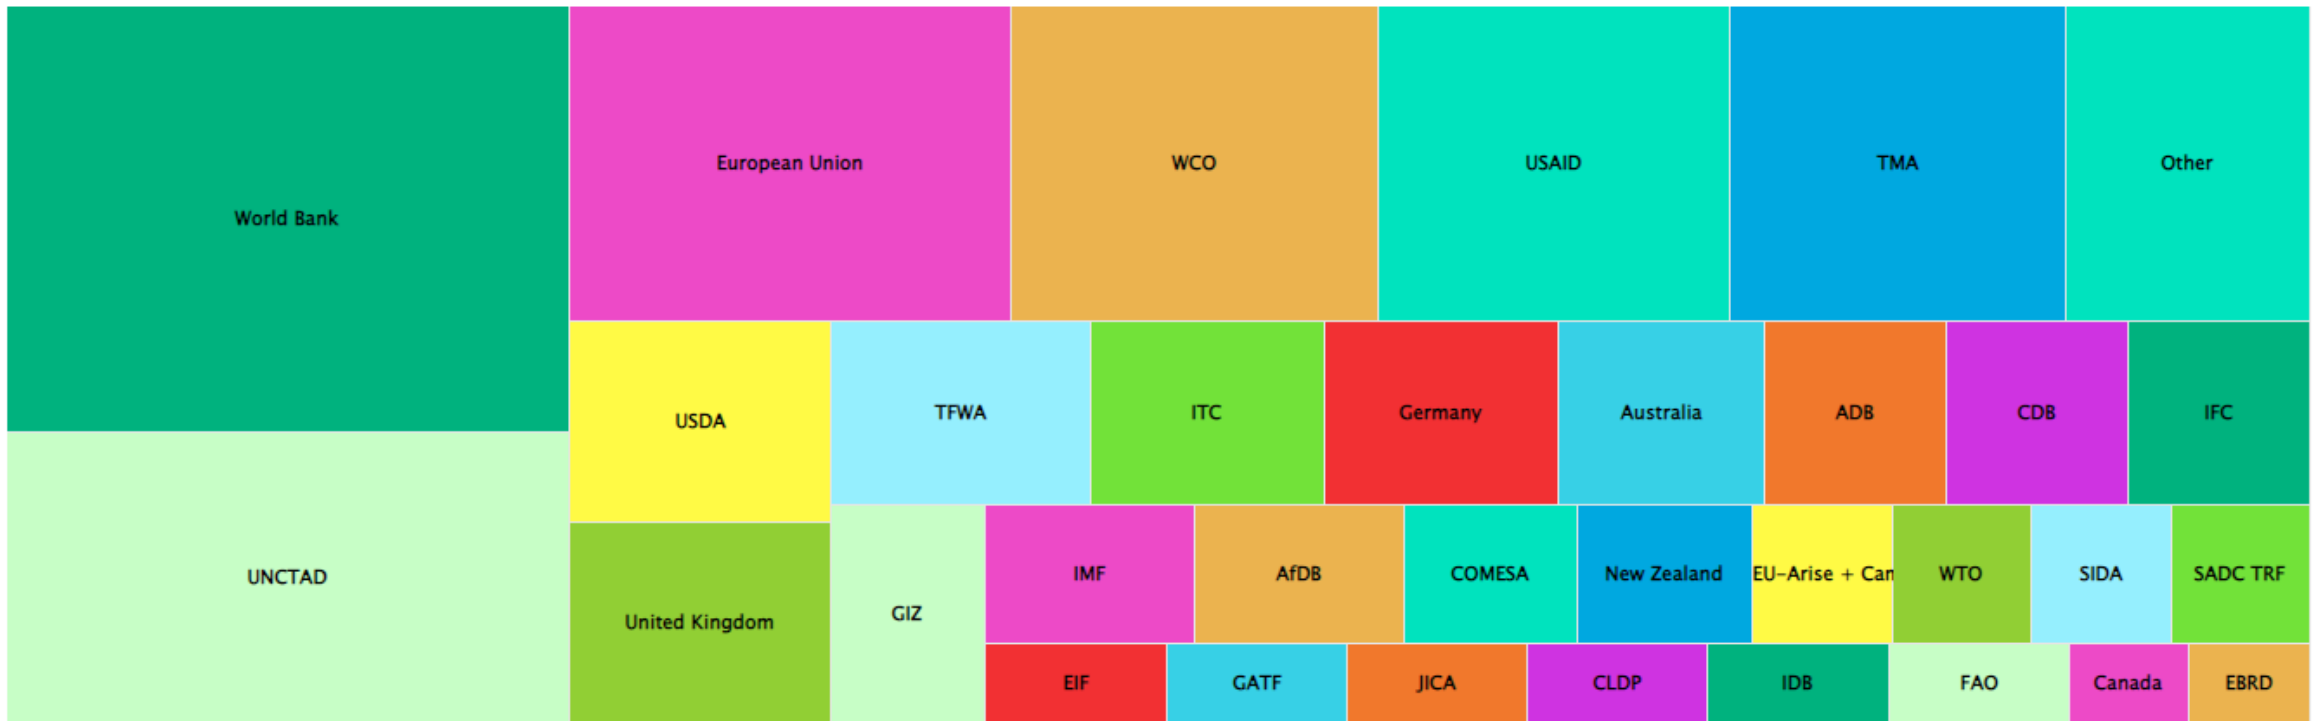 World Bank
European Union
WCO
USAID
TMA
Other
UNCTAD
USDA
TFWA
ITC
Germany
Australia
ADB
CDB
IFC
United Kingdom
GIZ
IMF
AfDB
COMESA
New Zealand
EU-Arise + Can
WTO
SIDA
SADC TRF
EIF
GATF
JICA
CLDP
IDB
FAO
Canada
EBRD